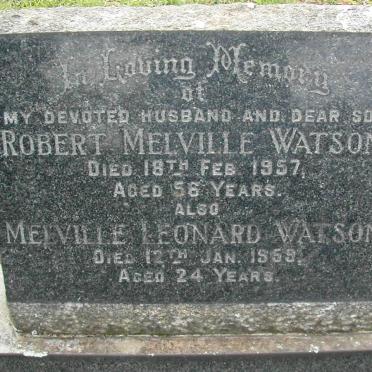 In Loving Memory
of
MY DEVOTED HUSBAND AND DEAR SO
ROBERT MELVILLE WATSON
DIED 18TH FEB. 1957,
AGED 56 YEARS.
ALSO
MELVILLE LEONARD WATSON
DIED 12TH JAN. 1959,
AGED 24 YEARS.